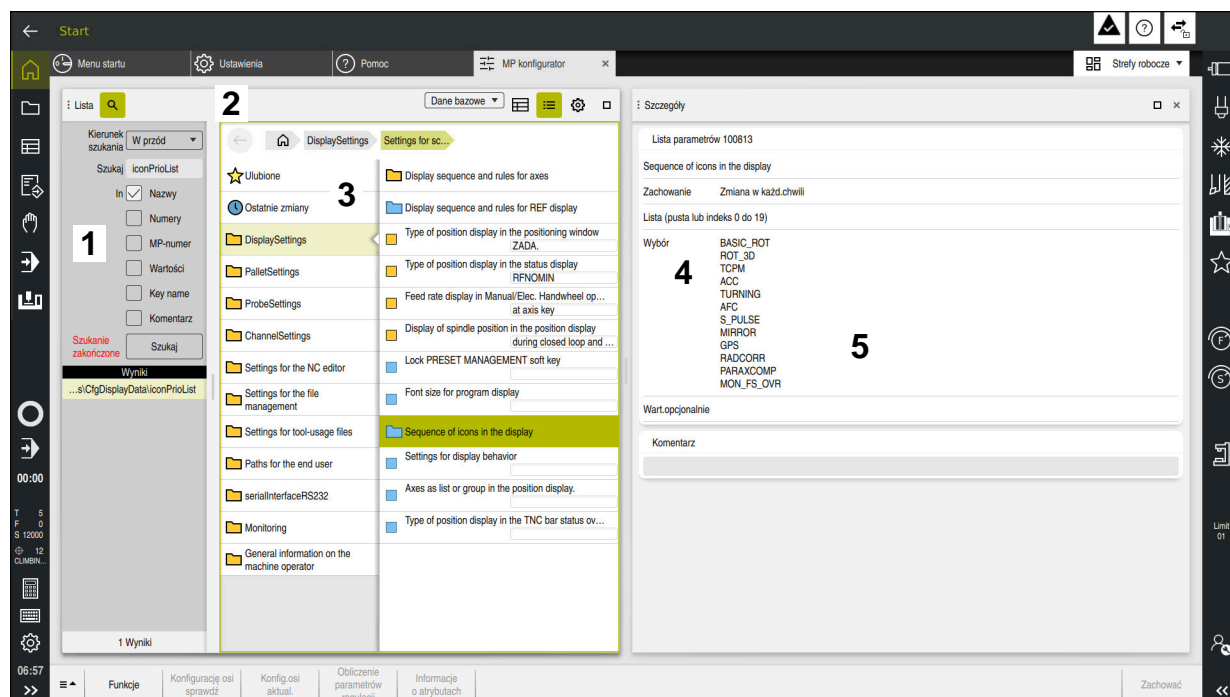 Start
Menu startu
Ustawienia
Pomoc
MP konfigurator ×
Strefy robocze
Lista
2
Dane bazowe
Kierunek szukania
W przód
Szukaj
iconPrioList
In
Nazwy
Numery
MP-numer
Wartości
Key name
Komentarz
1
Szukanie zakończone
Szukaj
Wyniki
...s\CfgDisplayData\iconPrioList
1 Wyniki
DisplaySettings
Settings for sc...
3
Ulubione
Ostatnie zmiany
DisplaySettings
PalletSettings
ProbeSettings
ChannelSettings
Settings for the NC editor
Settings for the file
management
Settings for tool-usage files
Paths for the end user
serialInterfaceRS232
Monitoring
General information on the
machine operator
Display sequence and rules for axes
Display sequence and rules for REF display
Type of position display in the positioning window
ZADA.
Type of position display in the status display
RFNOMIN
Feed rate display in Manual/Elec. Handwheel op...
at axis key
Display of spindle position in the position display
during closed loop and ...
Lock PRESET MANAGEMENT soft key
Font size for program display
Sequence of icons in the display
Settings for display behavior
Axes as list or group in the position display.
Type of position display in the TNC bar status ov...
Szczegóły ×
Lista parametrów 100813
Sequence of icons in the display
Zachowanie Zmiana w każd.chwili
Lista (pusta lub indeks 0 do 19)
Wybór
BASIC_ROT
ROT_3D
TCPM
ACC
TURNING
AFC
S_PULSE
MIRROR
GPS
RADCORR
PARAXCOMP
MON_FS_OVR
4
5
Wart.opcjonalnie
Komentarz
00:00
T 5
F 0
S 12000
12
CLIMBIN...
06:57
F
S
Limit
01
Funkcje
Konfigurację osi
sprawdź
Konfig.osi
aktual.
Obliczenie
parametrów
regulacji
Informacje
o atrybutach
Zachować